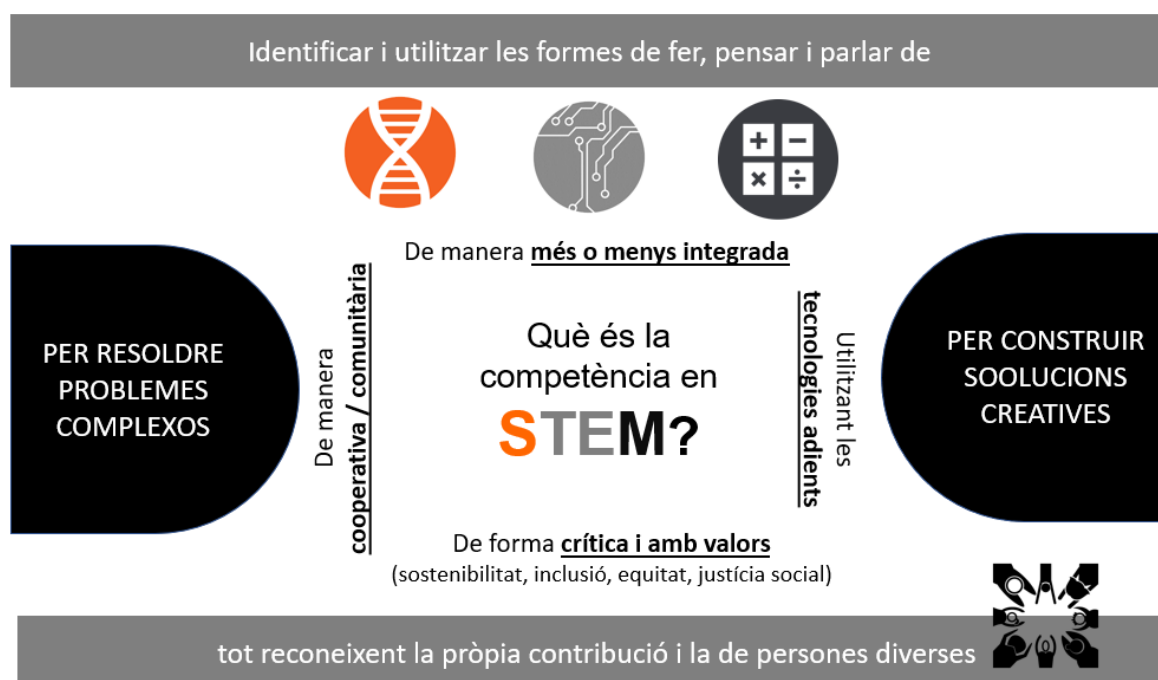 Identificar i utilitzar les formes de fer, pensar i parlar de
+ −
× ÷
De manera més o menys integrada
PER RESOLDRE
PROBLEMES
COMPLEXOS
De manera
cooperativa / comunitària
Què és la
competència en
STEM?
Utilitzant les
tecnologies adients
PER CONSTRUIR
SOOLUCIONS
CREATIVES
De forma crítica i amb valors
(sostenibilitat, inclusió, equitat, justícia social)
tot reconeixent la pròpia contribució i la de persones diverses